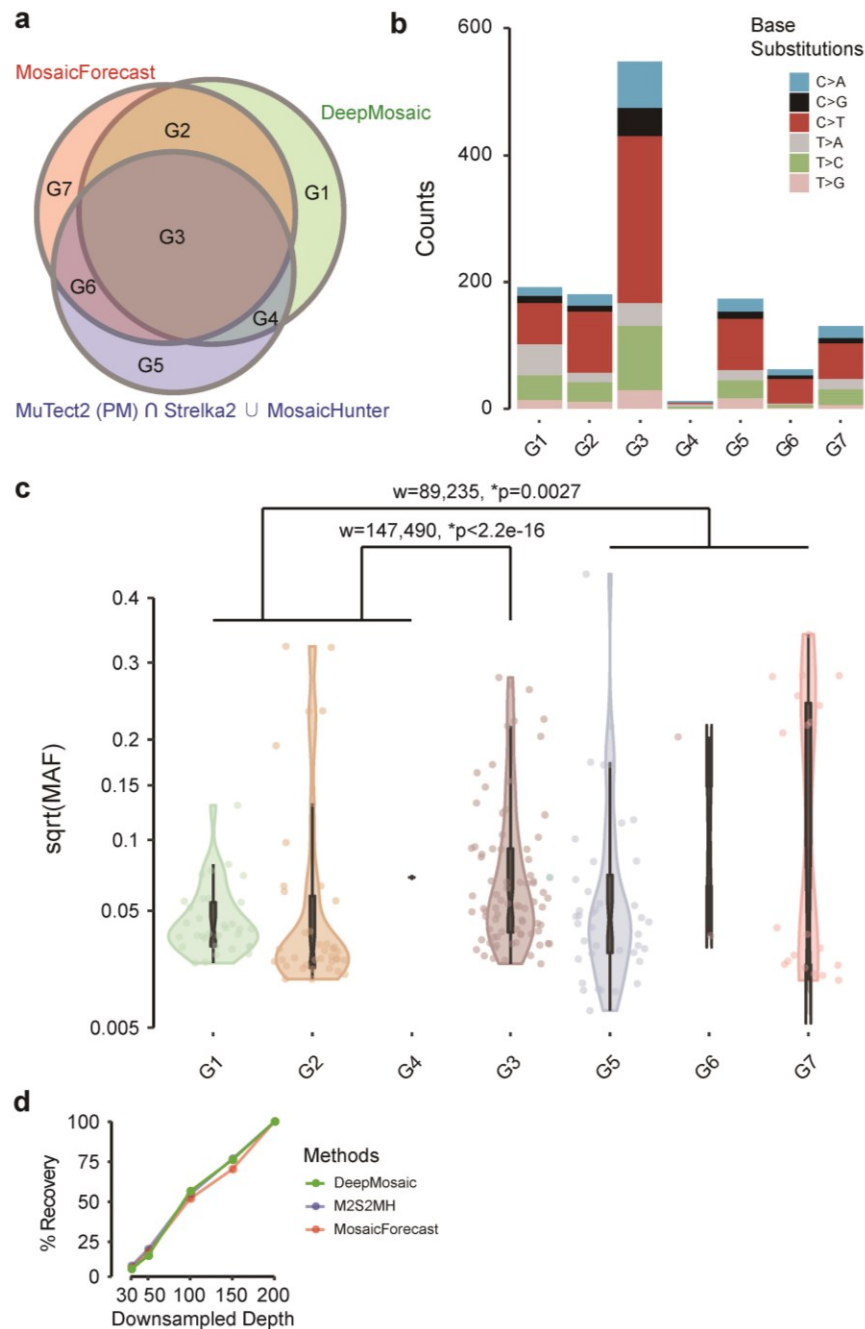 a
MosaicForecast
DeepMosaic
G2
G7
G1
G3
G6
G4
G5
MuTect2 (PM) ∩ Strelka2 ∪ MosaicHunter
b
Base
Substitutions
C>A
C>G
C>T
T>A
T>C
T>G
Counts
600
400
200
0
G1
G2
G3
G4
G5
G6
G7
c
w=89,235, *p=0.0027
w=147,490, *p<2.2e-16
sqrt(MAF)
0.4
0.3
0.2
0.15
0.1
0.05
0.005
G1
G2
G4
G3
G5
G6
G7
d
% Recovery
100
75
50
25
0
30 50 100 150 200
Downsampled Depth
Methods
DeepMosaic
M2S2MH
MosaicForecast